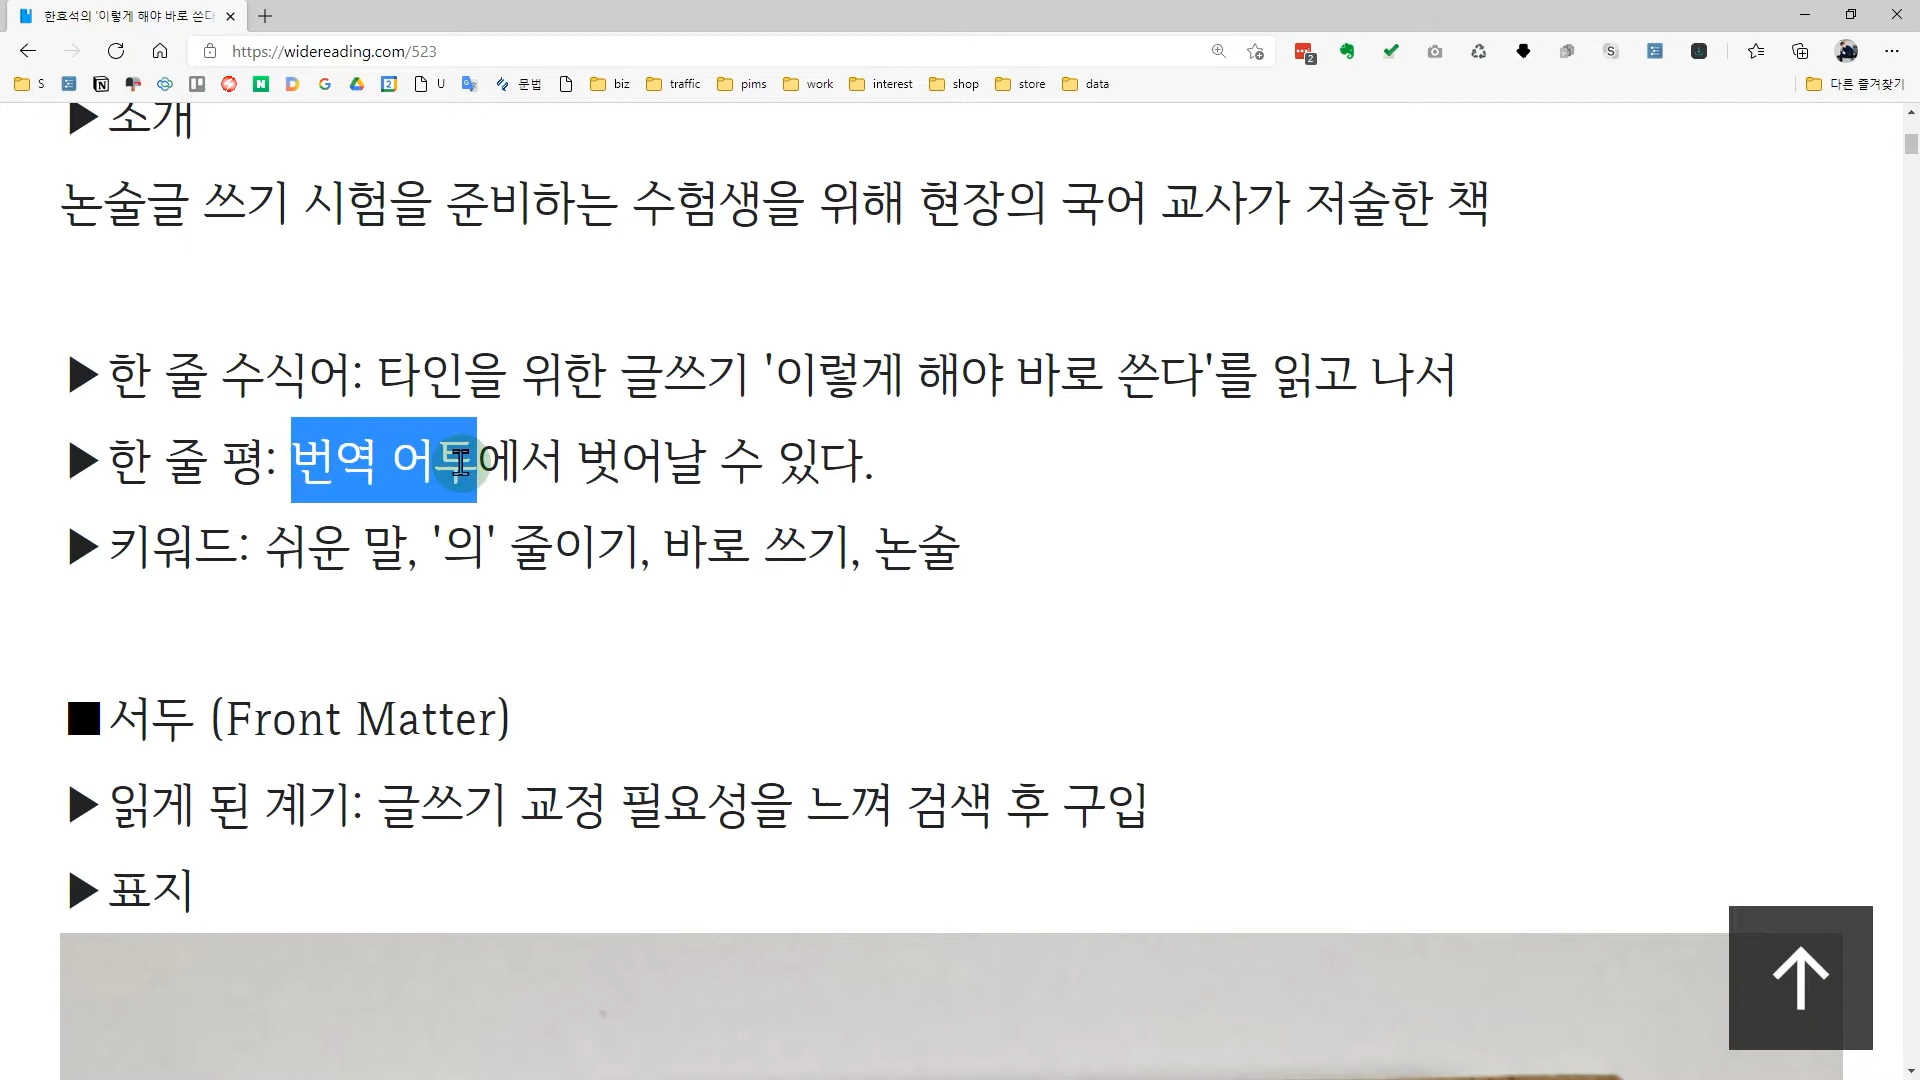 한효석의 '이렇게 해야 바로 쓴다
https://widereading.com/523
2
S
2
U
문법
biz
traffic
pims
work
interest
shop
store
data
다른 즐겨찾기
▶소개
논술글 쓰기 시험을 준비하는 수험생을 위해 현장의 국어 교사가 저술한 책
▶한 줄 수식어: 타인을 위한 글쓰기 '이렇게 해야 바로 쓴다'를 읽고 나서
▶한 줄 평: 번역 어투에서 벗어날 수 있다.
▶키워드: 쉬운 말, '의' 줄이기, 바로 쓰기, 논술
■서두 (Front Matter)
▶읽게 된 계기: 글쓰기 교정 필요성을 느껴 검색 후 구입
▶표지